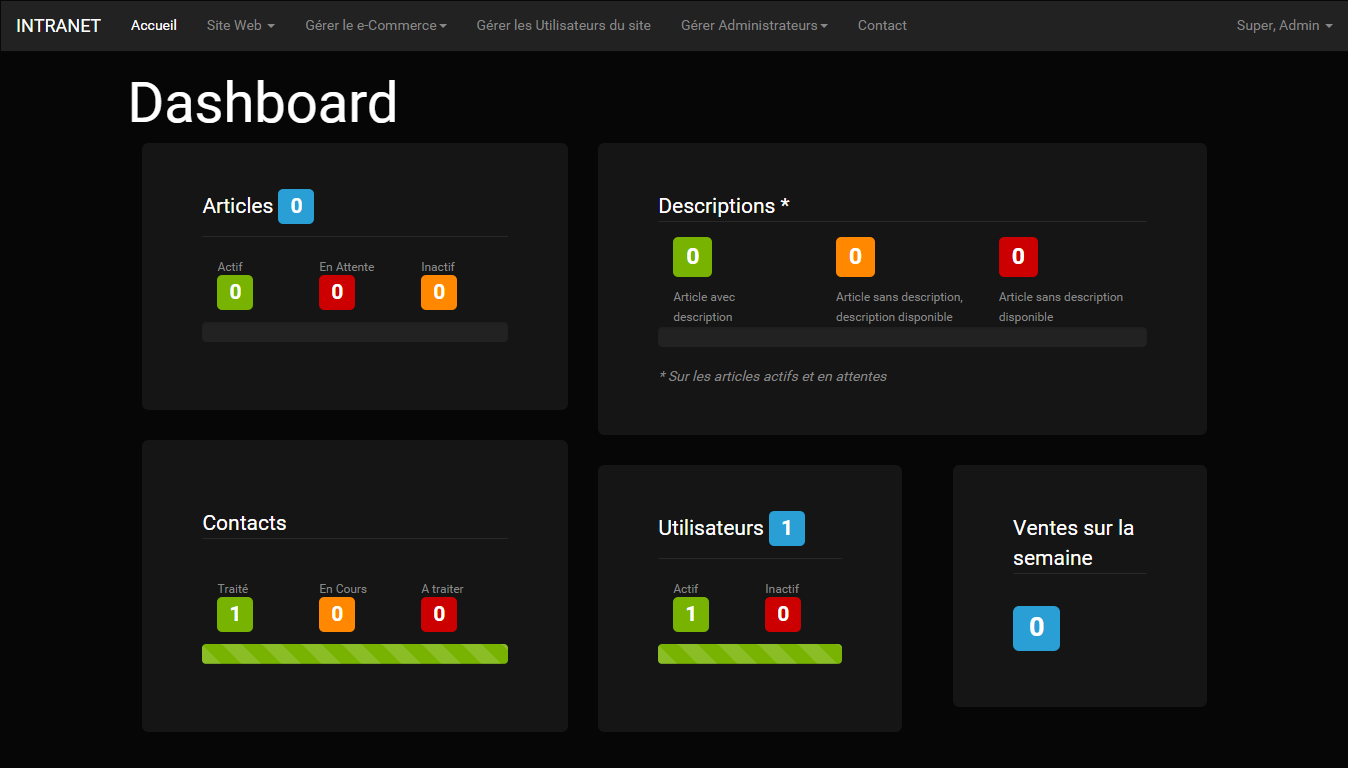 INTRANET Accueil Site Web Gérer le e-Commerce Gérer les Utilisateurs du site Gérer Administrateurs Contact Super, Admin
Dashboard
Articles 0
Actif En Attente Inactif
0 0 0
Descriptions *
0 0 0
Article avec
description
Article sans description,
description disponible
Article sans description
disponible
* Sur les articles actifs et en attentes
Contacts
Traité En Cours A traiter
1 0 0
Utilisateurs 1
Actif Inactif
1 0
Ventes sur la
semaine
0